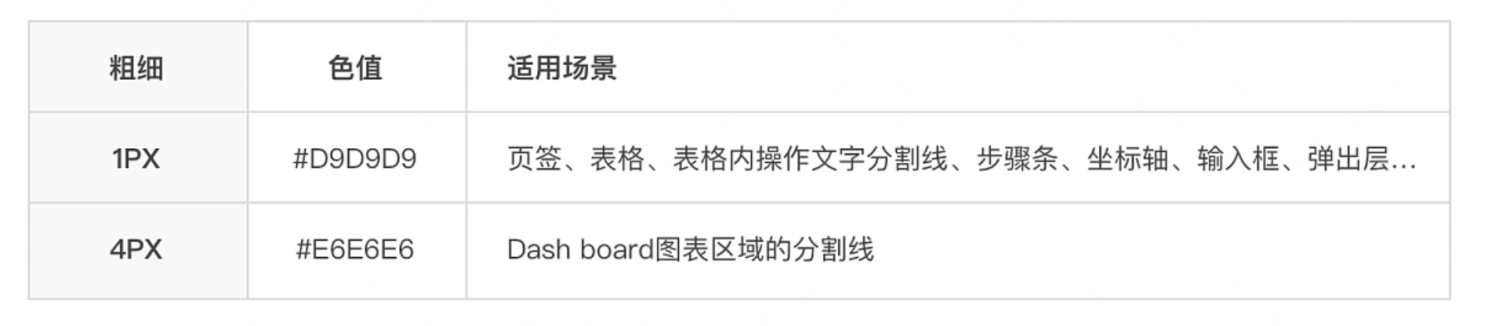 粗细 色值 适用场景
1PX #D9D9D9 页签、表格、表格内操作文字分割线、步骤条、坐标轴、输入框、弹出层...
4PX #E6E6E6 Dash board图表区域的分割线